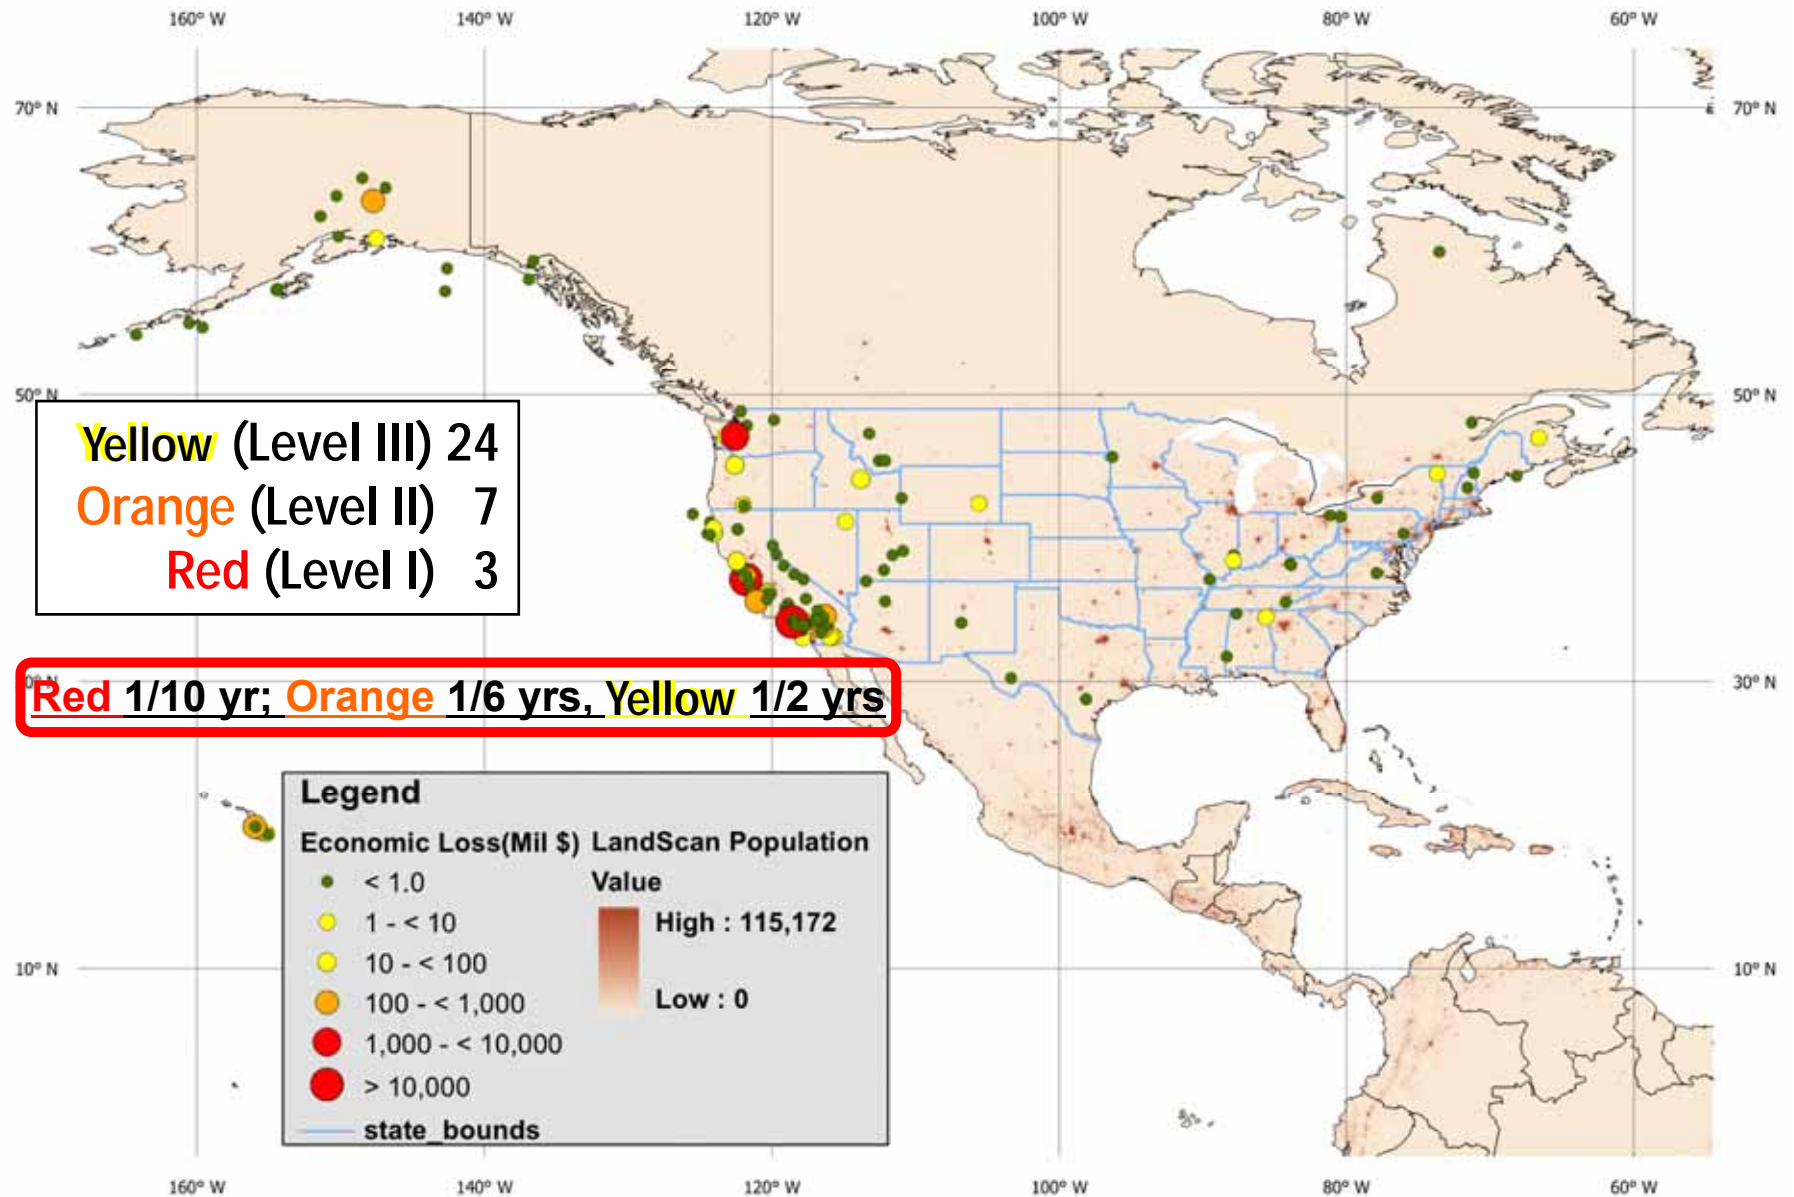 160° W 140° W 120° W 100° W 80° W 60° W
70° N 70° N
50° N 50° N
Yellow (Level III) 24
Orange (Level II) 7
Red (Level I) 3
30° N
Red 1/10 yr; Orange 1/6 yrs, Yellow 1/2 yrs
Legend
Economic Loss(Mil $) LandScan Population
< 1.0 Value
1 - < 10 High : 115,172
10 - < 100
100 - < 1,000 Low : 0
1,000 - < 10,000
> 10,000
state_bounds
10° N 10° N
160° W 140° W 120° W 100° W 80° W 60° W